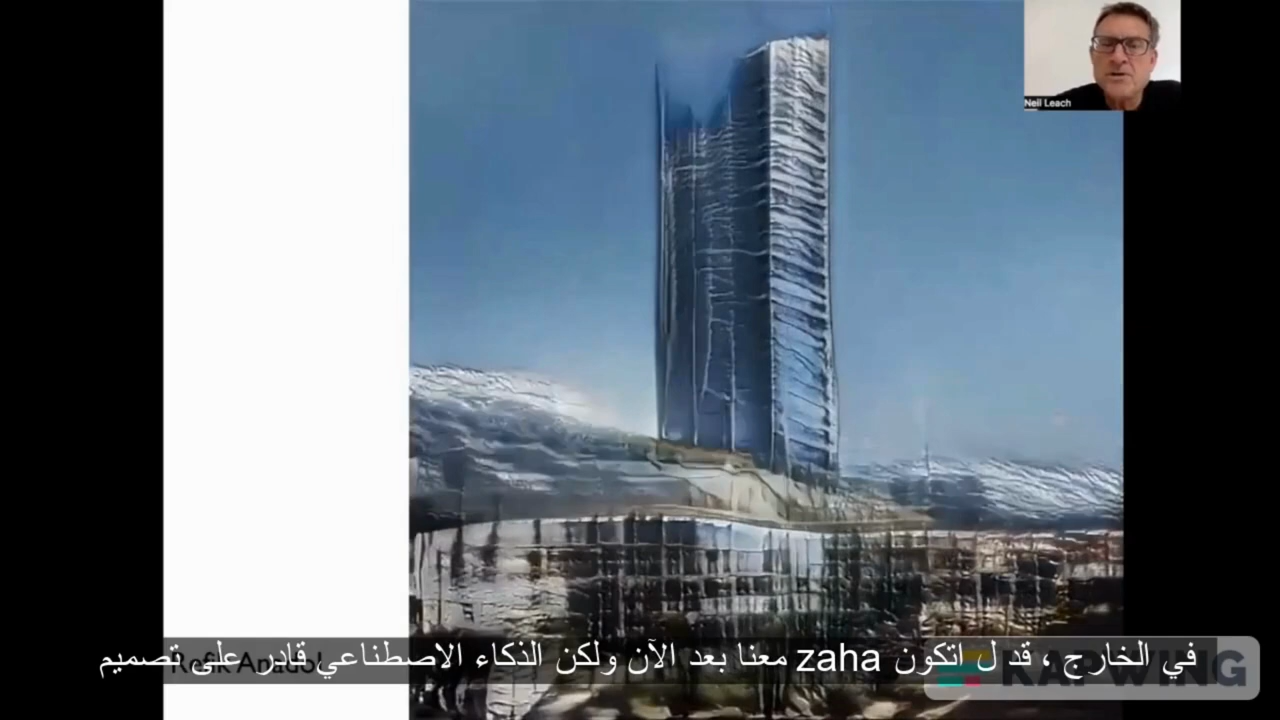 Neil Leach
في الخارج ، قد ل اتكون zaha معنا بعد الآن ولكن الذكاء الاصطناعي قادر على تصميم
Refik Anadol
KAPWING